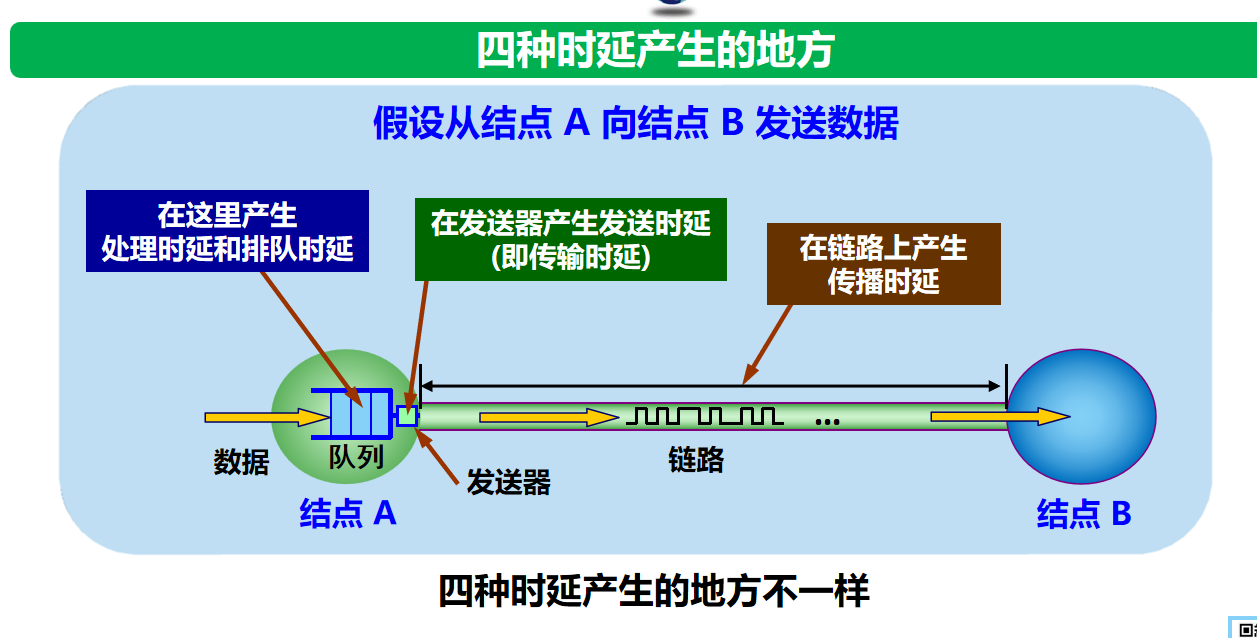 四种时延产生的地方
假设从结点 A 向结点 B 发送数据
在这里产生
处理时延和排队时延
在发送器产生发送时延
(即传输时延)
在链路上产生
传播时延
...
数据
队列
发送器
链路
结点 A
结点 B
四种时延产生的地方不一样